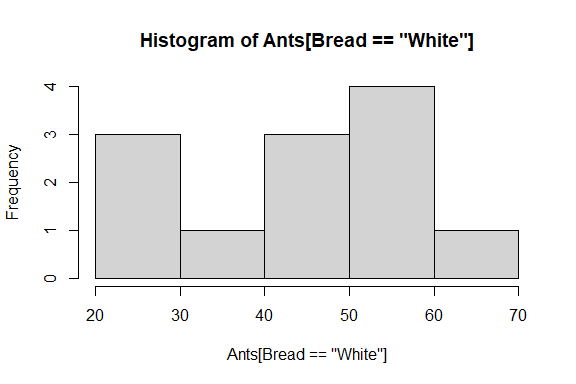 Histogram of Ants[Bread == "White"]
Frequency
4
3
2
1
0
20 30 40 50 60 70
Ants[Bread == "White"]